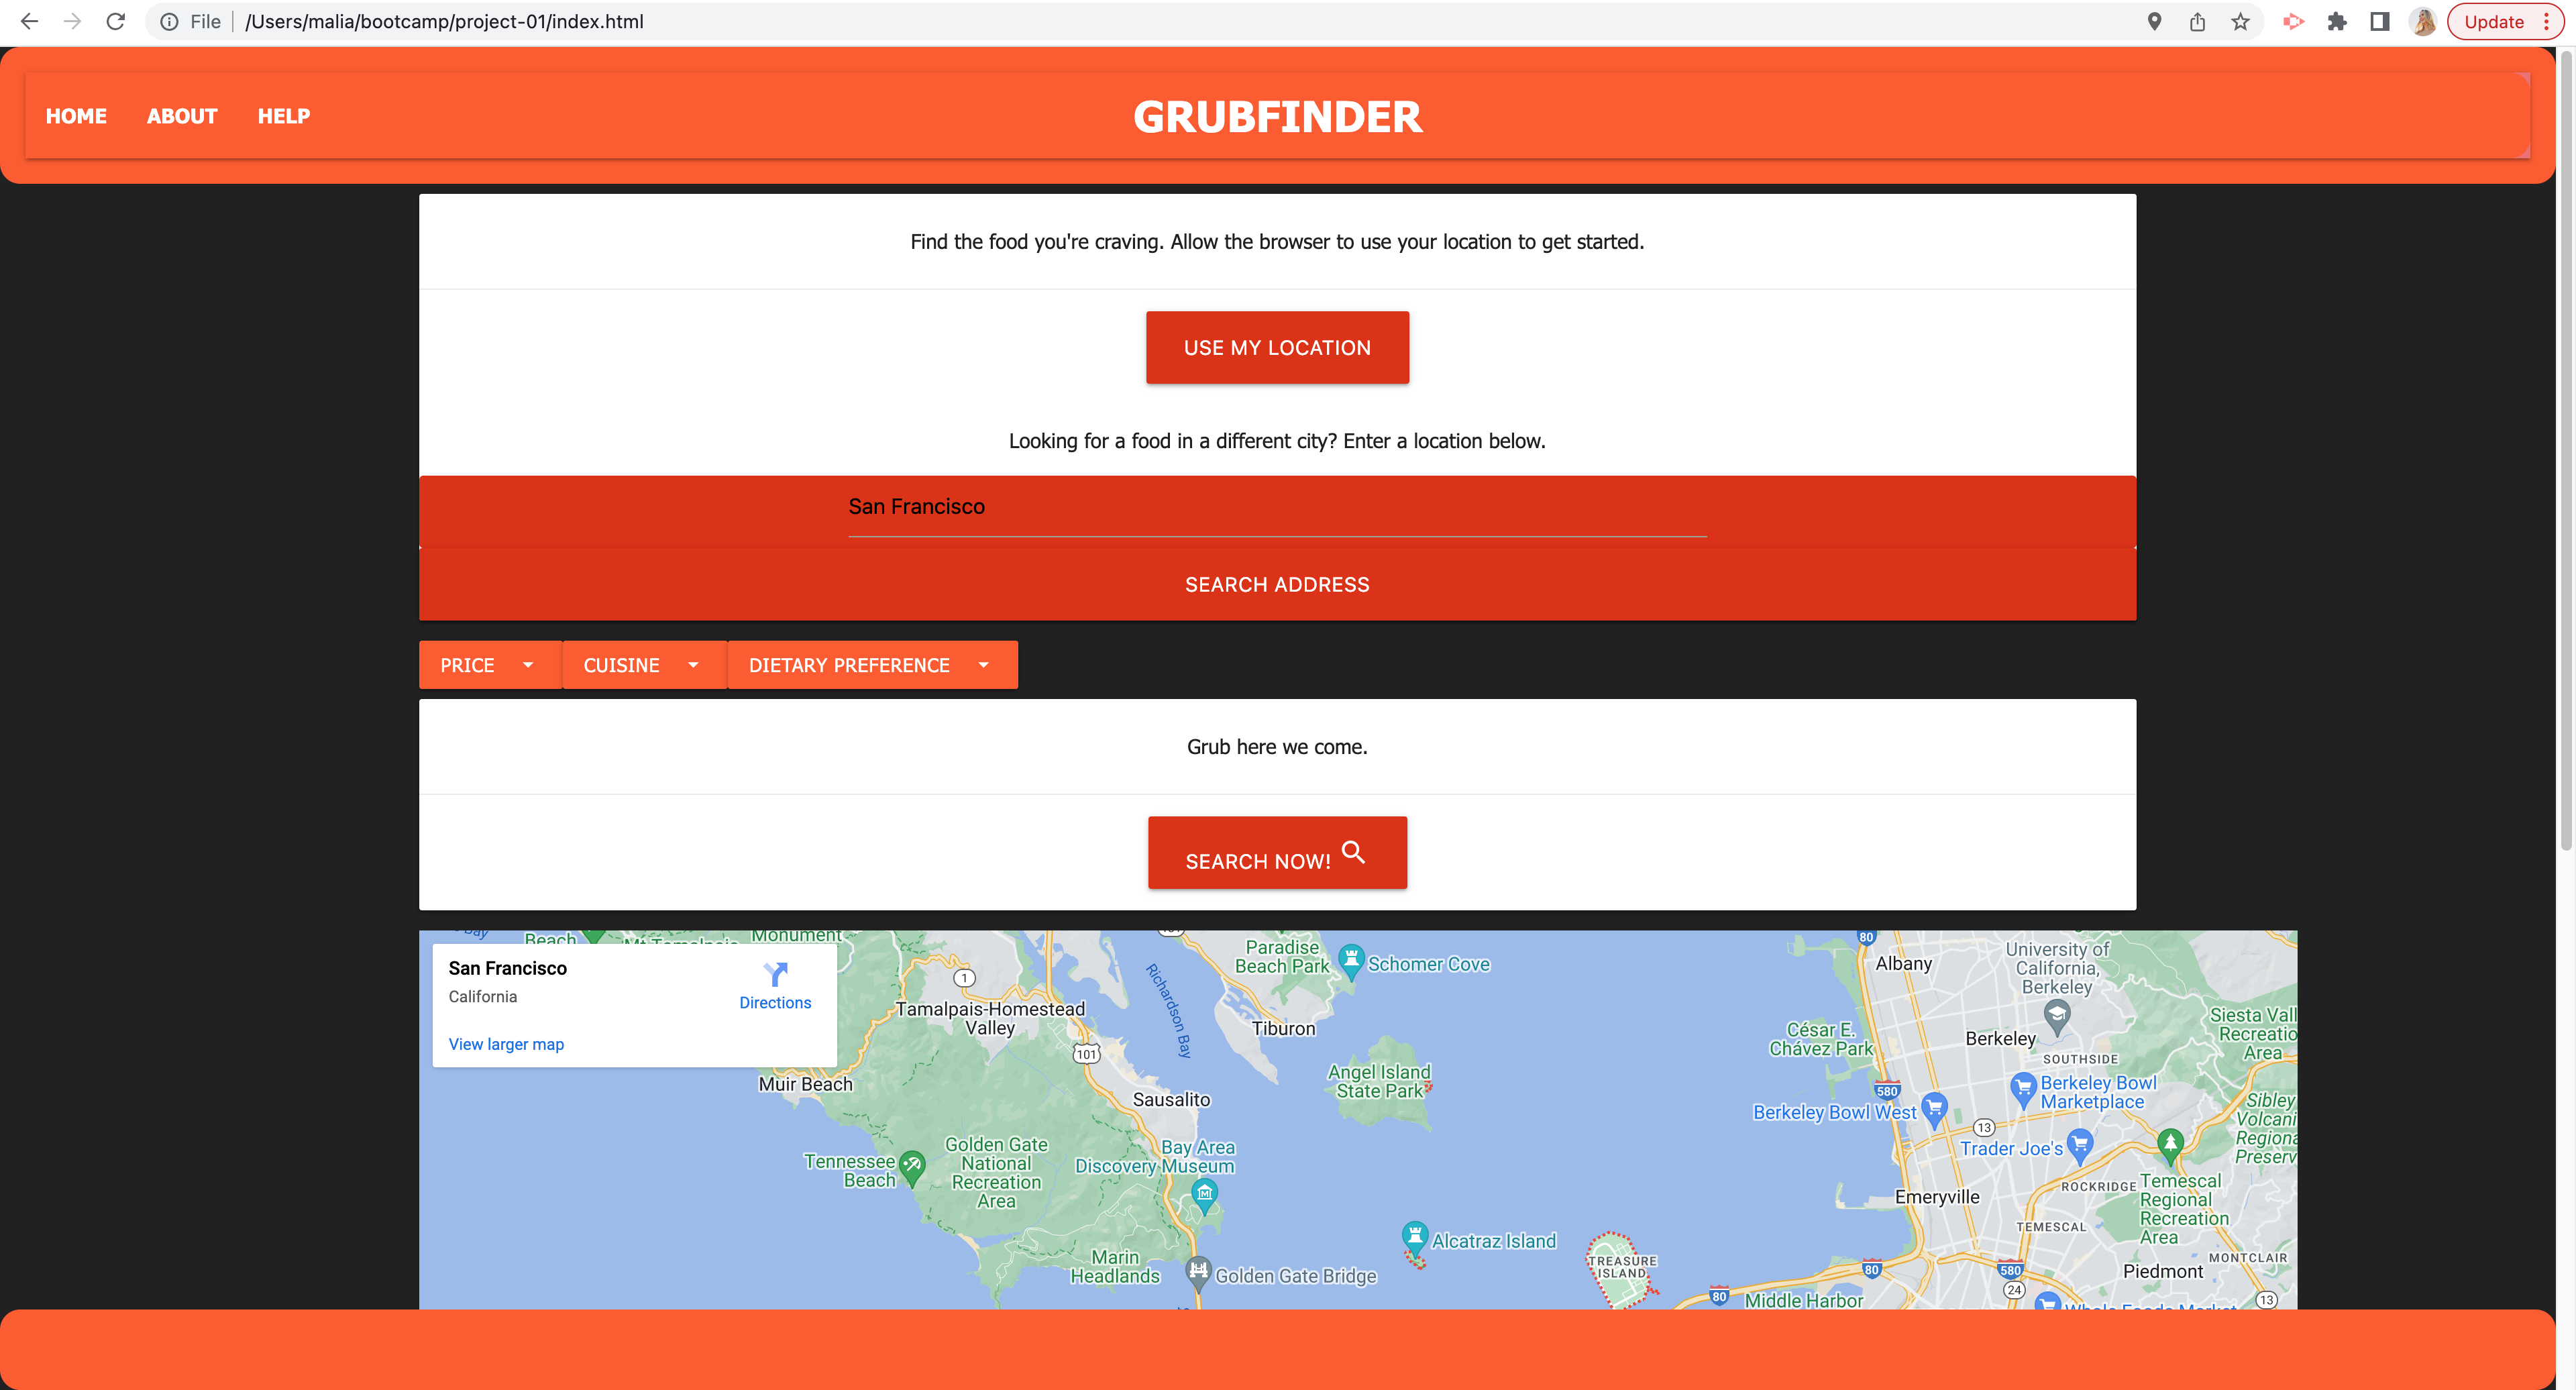 File
/Users/malia/bootcamp/project-01/index.html
Update
HOME ABOUT HELP
GRUBFINDER
Find the food you're craving. Allow the browser to use your location to get started.
USE MY LOCATION
Looking for a food in a different city? Enter a location below.
San Francisco
SEARCH ADDRESS
PRICE
CUISINE
DIETARY PREFERENCE
Grub here we come.
SEARCH NOW!
San Francisco
California
Directions
View larger map
Bay
Beach
Monument
Tamalpais-Homestead
Valley
1
101
Muir Beach
Richardson Bay
Paradise
Beach Park
Schomer Cove
Tiburon
Angel Island
State Park
Sausalito
Golden Gate
National
Recreation
Area
Tennessee
Beach
Bay Area
Discovery Museum
Marin
Headlands
Golden Gate Bridge
Alcatraz Island
TREASURE
ISLAND
80
Albany
University of
California,
Berkeley
Berkeley
SOUTHSIDE
César E.
Chávez Park
Siesta Vall
Recreatio
Area
580
Berkeley Bowl
Marketplace
Berkeley Bowl West
13
Trader Joe's
Sibley
Volcani
Regiona
Preserv
ROCKRIDGE
Temescal
Regional
Recreation
Area
Emeryville
TEMESCAL
MONTCLAIR
Piedmont
80
580
24
13
80
Middle Harbor